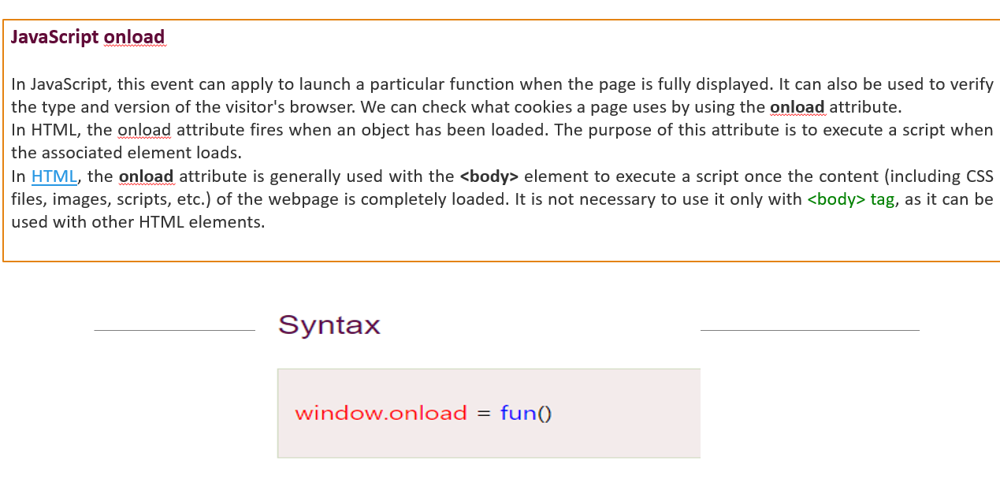 JavaScript onload
In JavaScript, this event can apply to launch a particular function when the page is fully displayed. It can also be used to verify
the type and version of the visitor's browser. We can check what cookies a page uses by using the onload attribute.
In HTML, the onload attribute fires when an object has been loaded. The purpose of this attribute is to execute a script when
the associated element loads.
In HTML, the onload attribute is generally used with the <body> element to execute a script once the content (including CSS
files, images, scripts, etc.) of the webpage is completely loaded. It is not necessary to use it only with <body> tag, as it can be
used with other HTML elements.
Syntax
window.onload = fun()